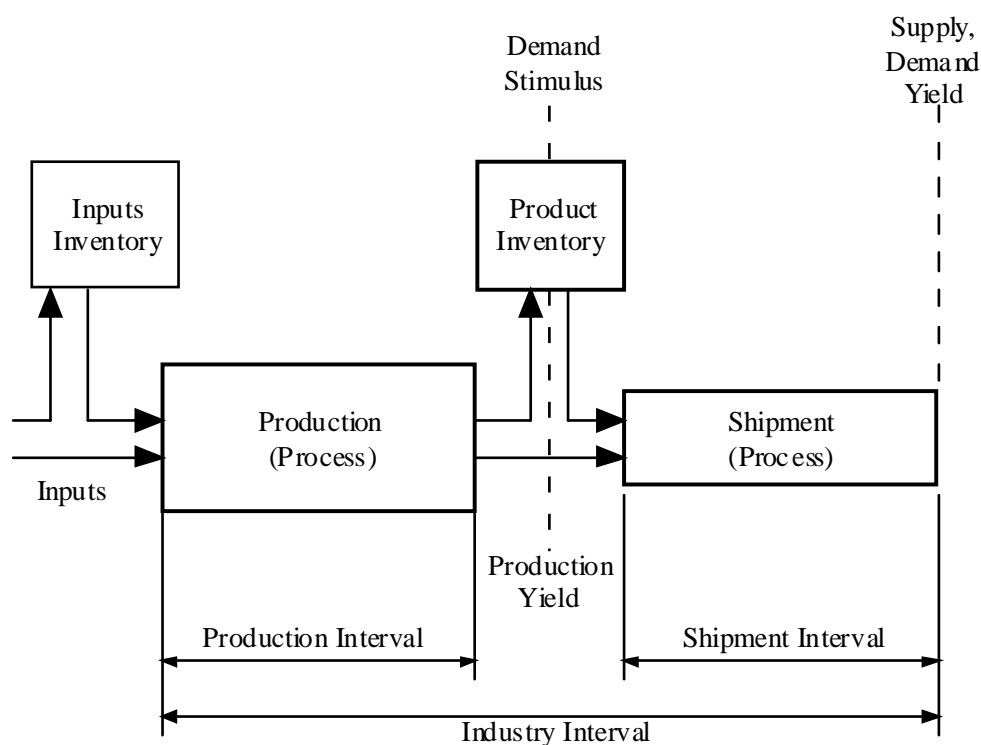 Demand
Stimulus
Supply,
Demand
Yield
Inputs
Inventory
Product
Inventory
Production
(Process)
Shipment
(Process)
Inputs
Production
Yield
Production Interval
Shipment Interval
Industry Interval